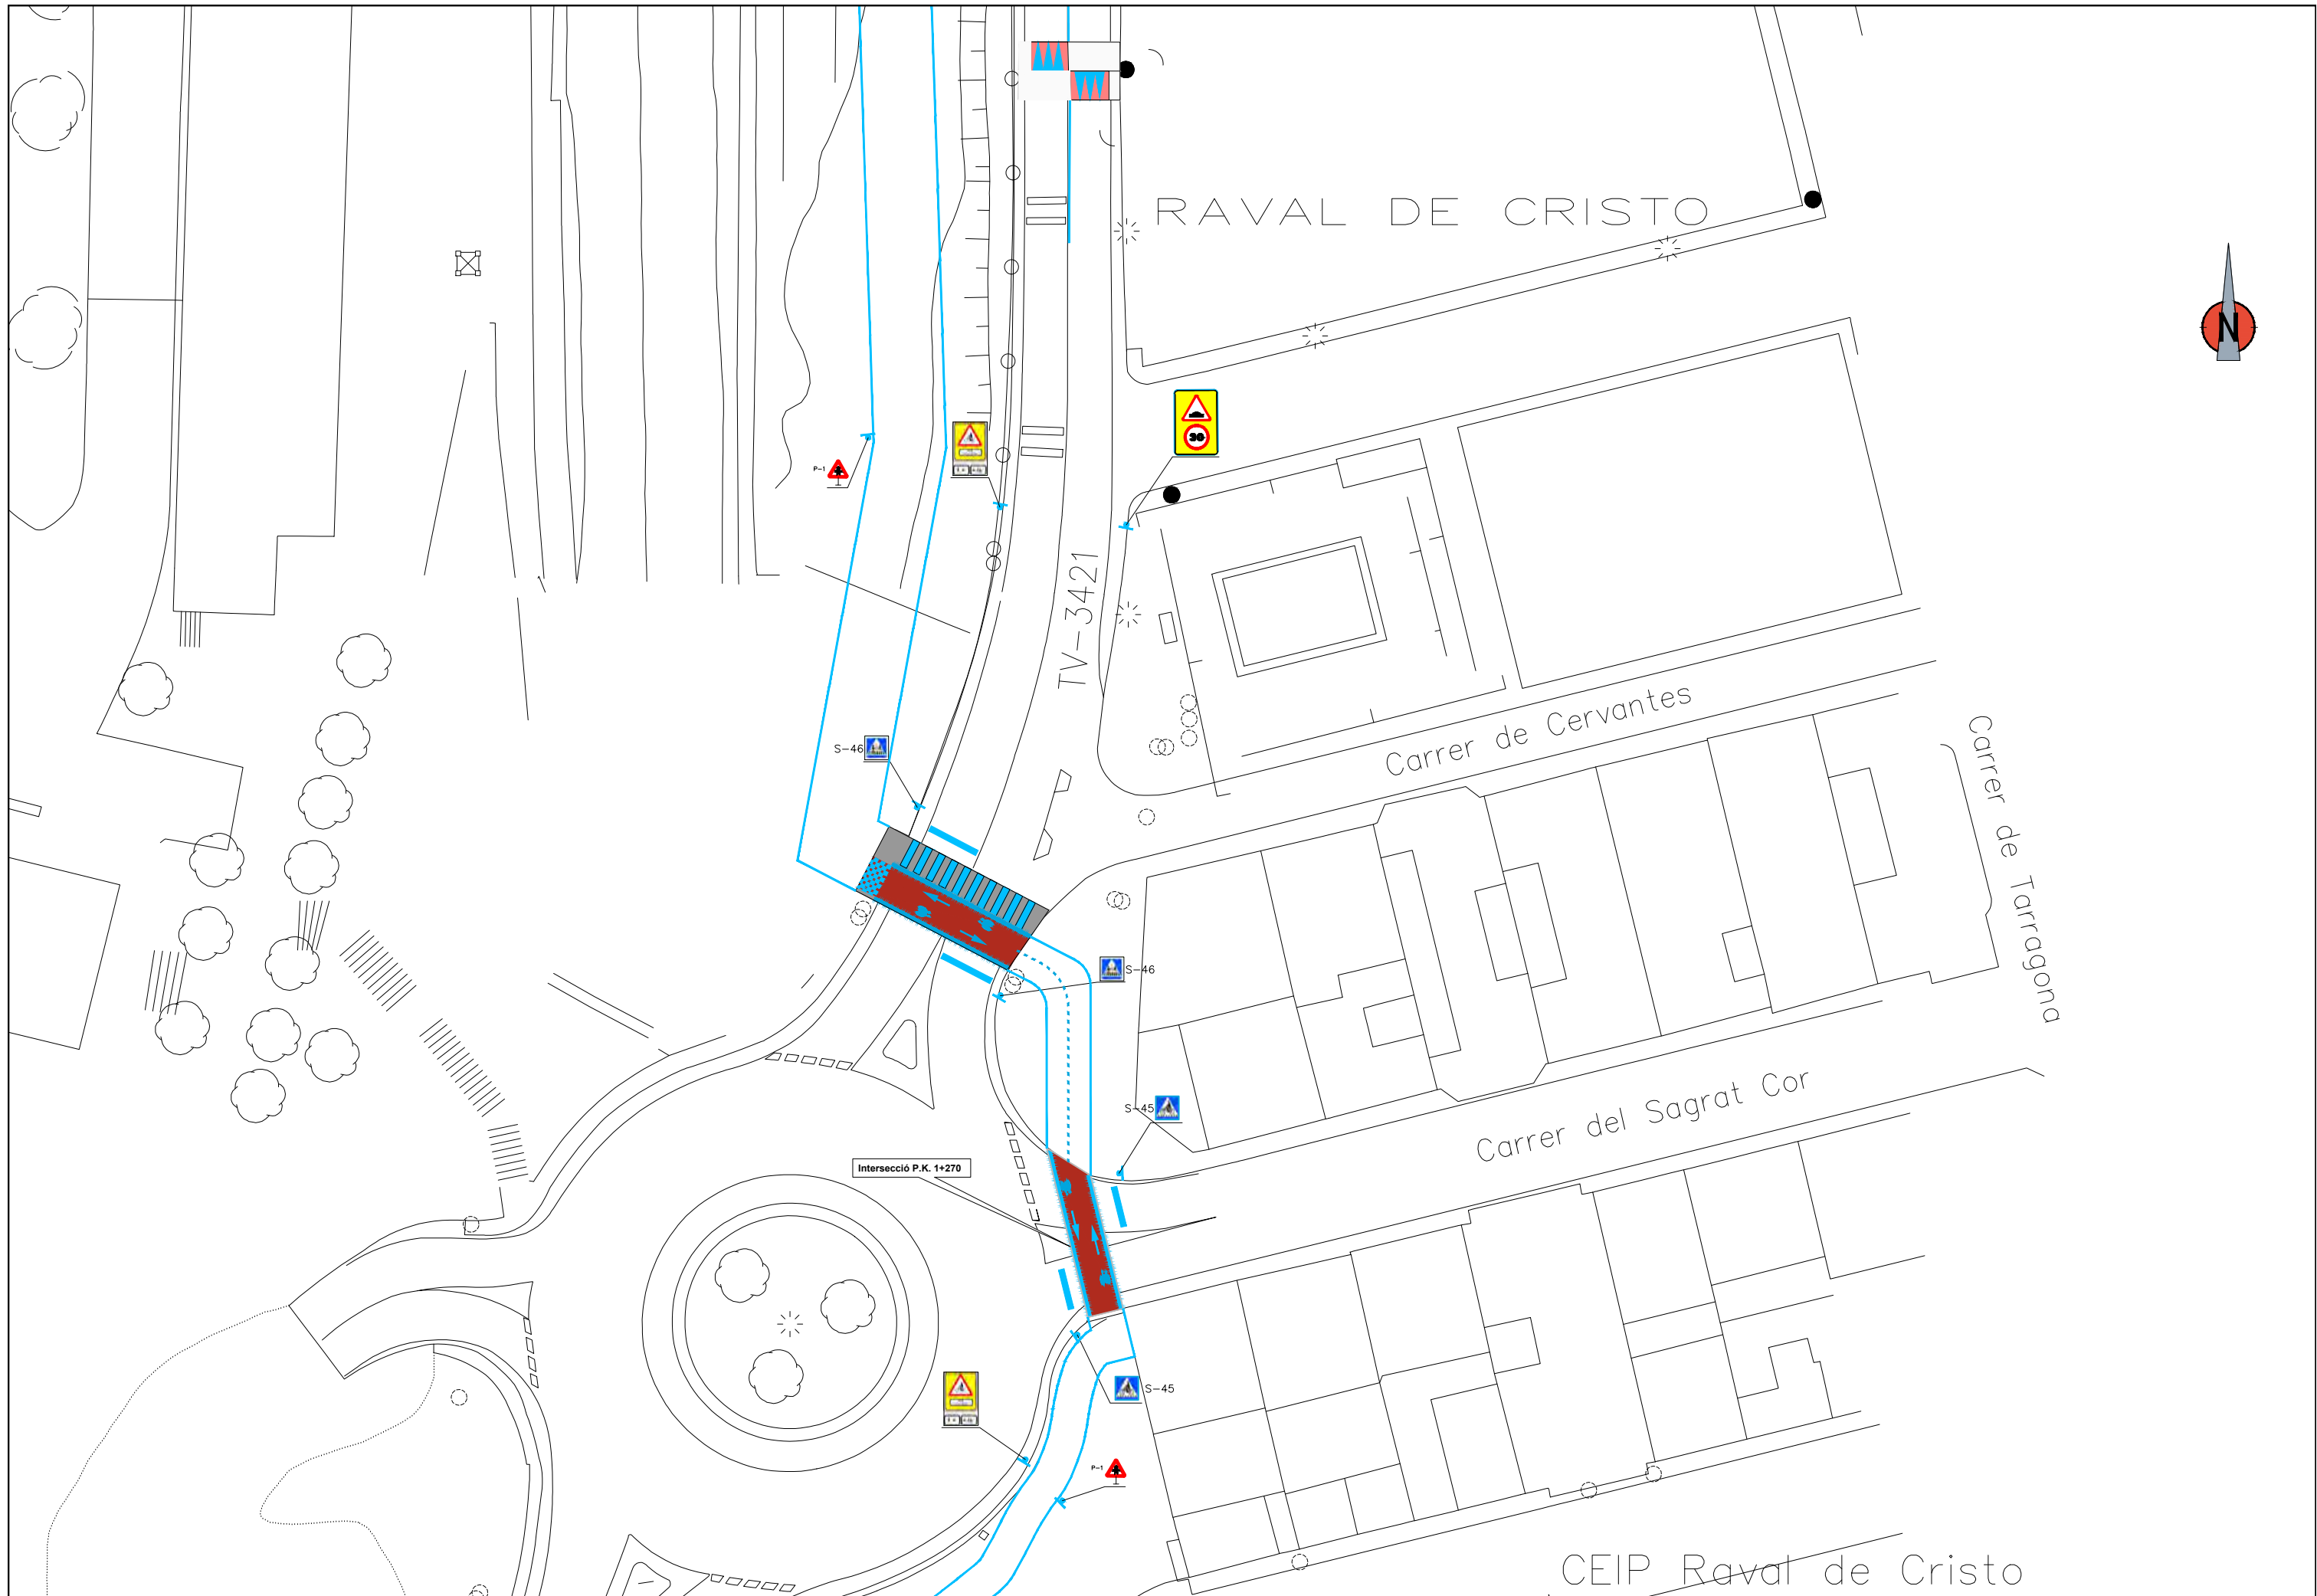 RAVAL DE CRISTO
N
30
P-1
TV-3421
Carrer de Cervantes
Carrer de Tarragona
S-46
S-46
S-45
Carrer del Sagrat Cor
Intersecció P.K. 1+270
S-45
P-1
CEIP Raval de Cristo